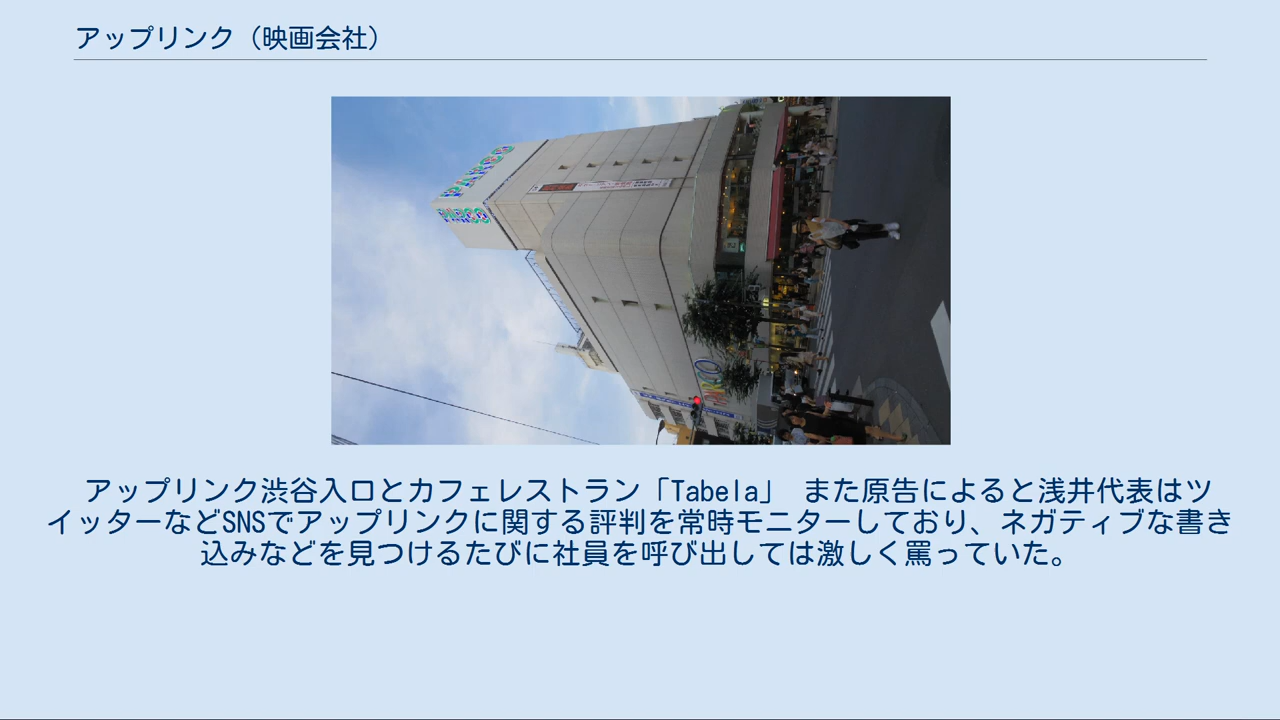 アップリンク（映画会社）
PARCO
PARCO
アップリンク渋谷入口とカフェレストラン「Tabela」 また原告によると浅井代表はツ
イッターなどSNSでアップリンクに関する評判を常時モニターしており、ネガティブな書き
込みなどを見つけるたびに社員を呼び出しては激しく罵っていた。